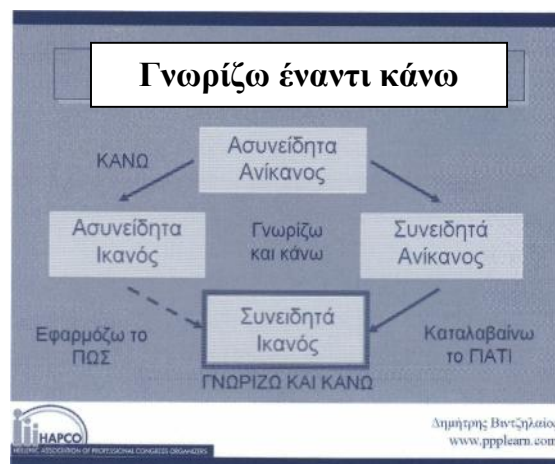 Γνωρίζω έναντι κάνω
ΚΑΝΩ
Ασυνείδητα
Ανίκανος
Ασυνείδητα
Ικανός
Γνωρίζω
και κάνω
Συνειδητά
Ανίκανος
Εφαρμόζω το
ΠΩΣ
Συνειδητά
Ικανός
Καταλαβαίνω
το ΓΙΑΤΙ
ΓΝΩΡΙΖΩ ΚΑΙ ΚΑΝΩ
HAPCO
HELLENIC ASSOCIATION OF PROFESSIONAL CONGRESS ORGANIZERS
Δημήτρης Βιντζηλαίος
www.ppplearn.com